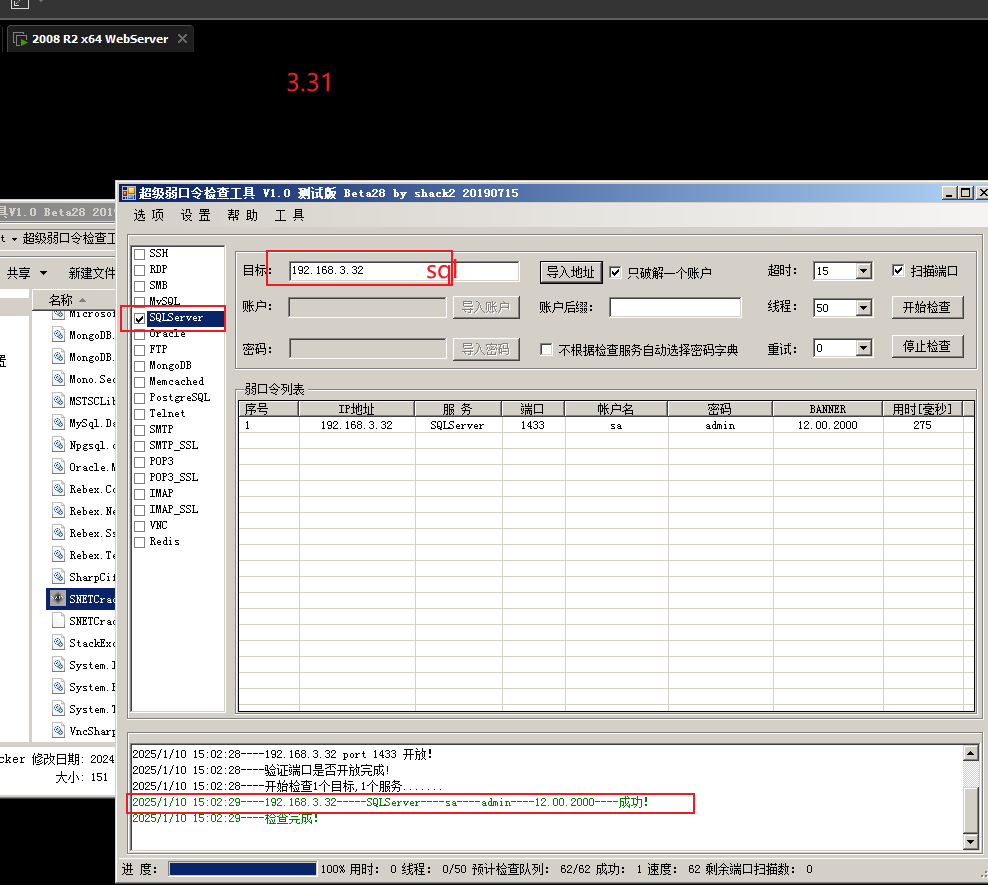 2008 R2 x64 WebServer
3.31
超级弱口令检查工具 V1.0 测试版 Beta28 by shack2 20190715
具V1.0 Beta28 201
选项 设置 帮助 工具
超级弱口令检查工
共享 新建文件
名称
MongoDB.
MongoDB.
Mono.Sec
MSTSCLib
MySql.Da
Npgsql.
Oracle.M
Rebex.Co
Rebex.Ne
Rebex.Ss
Rebex.Te
SharpCif
SNETCrac
SNETCrac
StackExc
System.
System.
System.
VncSharp
cker 修改日期: 2024
大小: 151
SSH
RDP
SMB
MySQL
SQLServer
Oracle
FTP
MongoDB
Memcached
PostgreSQL
Telnet
SMTP
SMTP_SSL
POP3
POP3_SSL
IMAP
IMAP_SSL
VNC
Redis
目标: 192.168.3.32 sql 导入地址 只破解一个账户 超时: 15 扫描端口
账户: 导入账户 账户后缀: 线程: 50 开始检查
密码: 导入密码 不根据检查服务自动选择密码字典 重试: 0 停止检查
弱口令列表
序号 IP地址 服 务 端口 帐户名 密码 BANNER 用时[毫秒]
1 192.168.3.32 SQLServer 1433 sa admin 12.00.2000 275
2025/1/10 15:02:28----192.168.3.32 port 1433 开放!
2025/1/10 15:02:28----验证端口是否开放完成!
2025/1/10 15:02:28----开始检查1个目标,1个服务.......
2025/1/10 15:02:29----192.168.3.32-----SQLServer----sa----admin----12.00.2000----成功!
2025/1/10 15:02:29----检查完成!
进 度: 100% 用时: 0 线程: 0/50 预计检查队列: 62/62 成功: 1 速度: 62 剩余端口扫描数: 0